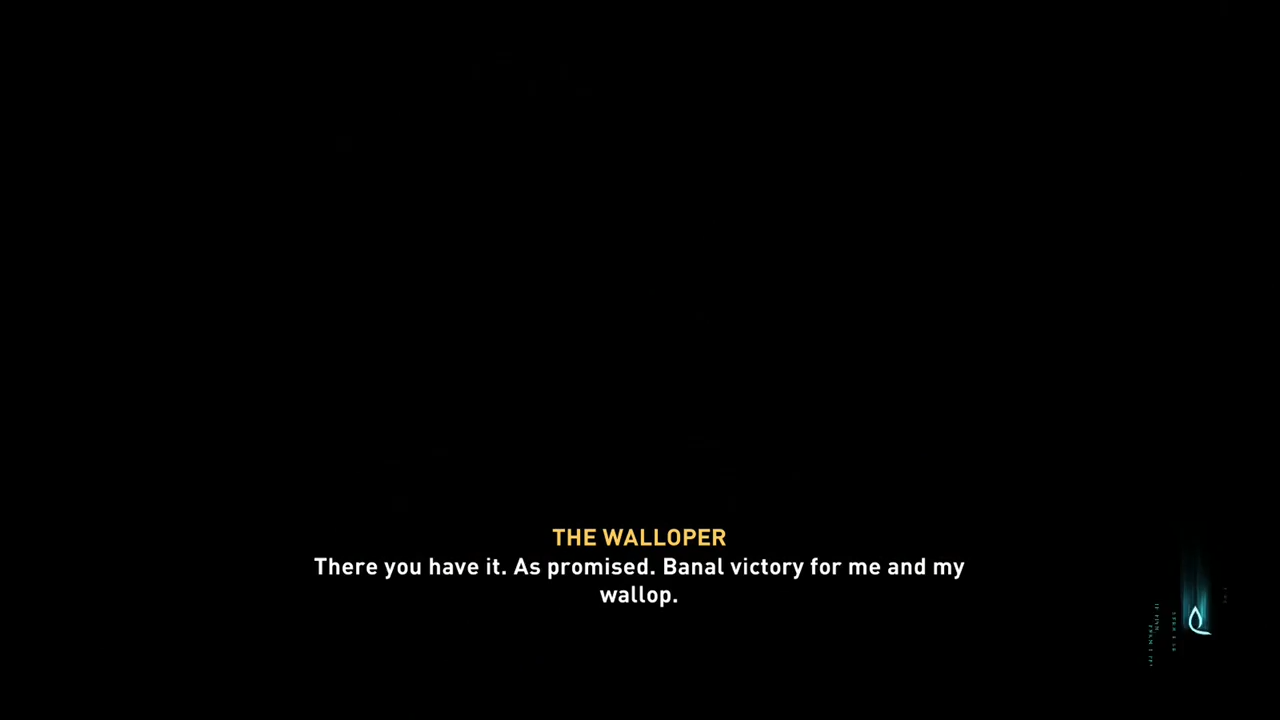 THE WALLOPER
There you have it. As promised. Banal victory for me and my
wallop.